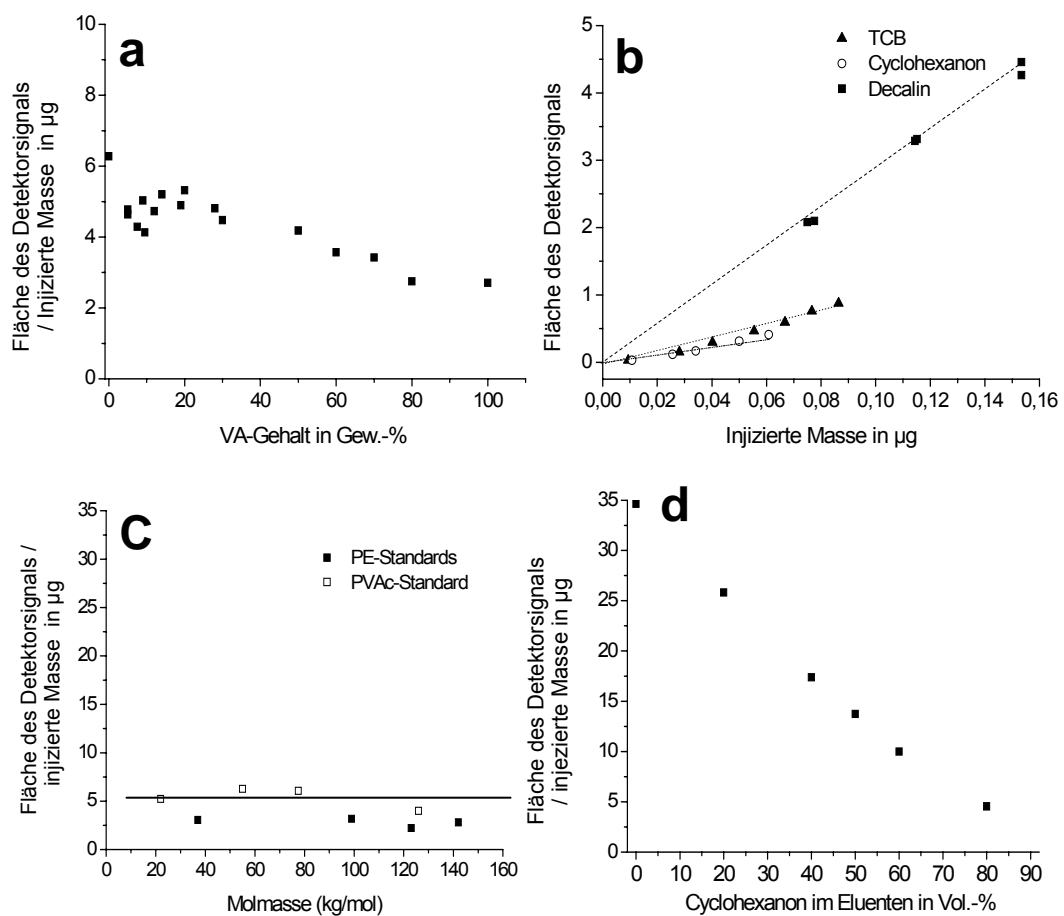 a
10
8
6
4
2
0
0 20 40 60 80 100
Fläche des Detektorsignals
/ Injizierte Masse in µg
VA-Gehalt in Gew.-%
b
TCB
Cyclohexanon
Decalin
5
4
3
2
1
0
0,00 0,02 0,04 0,06 0,08 0,10 0,12 0,14 0,16
Fläche des Detektorsignals
Injizierte Masse in µg
C
PE-Standards
PVAc-Standard
35
30
25
20
15
10
5
0
0 20 40 60 80 100 120 140 160
Fläche des Detektorsignals /
injizierte Masse in µg
Molmasse (kg/mol)
d
35
30
25
20
15
10
5
0
0 10 20 30 40 50 60 70 80 90
Fläche des Detektorsignals
/ injezierte Masse in µg
Cyclohexanon im Eluenten in Vol.-%